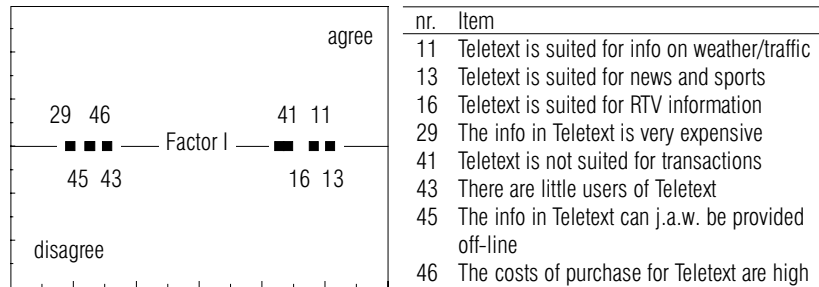 agree
29 46 41 11
Factor I
45 43 16 13
disagree
nr. Item
11 Teletext is suited for info on weather/traffic
13 Teletext is suited for news and sports
16 Teletext is suited for RTV information
29 The info in Teletext is very expensive
41 Teletext is not suited for transactions
43 There are little users of Teletext
45 The info in Teletext can j.a.w. be provided
off-line
46 The costs of purchase for Teletext are high